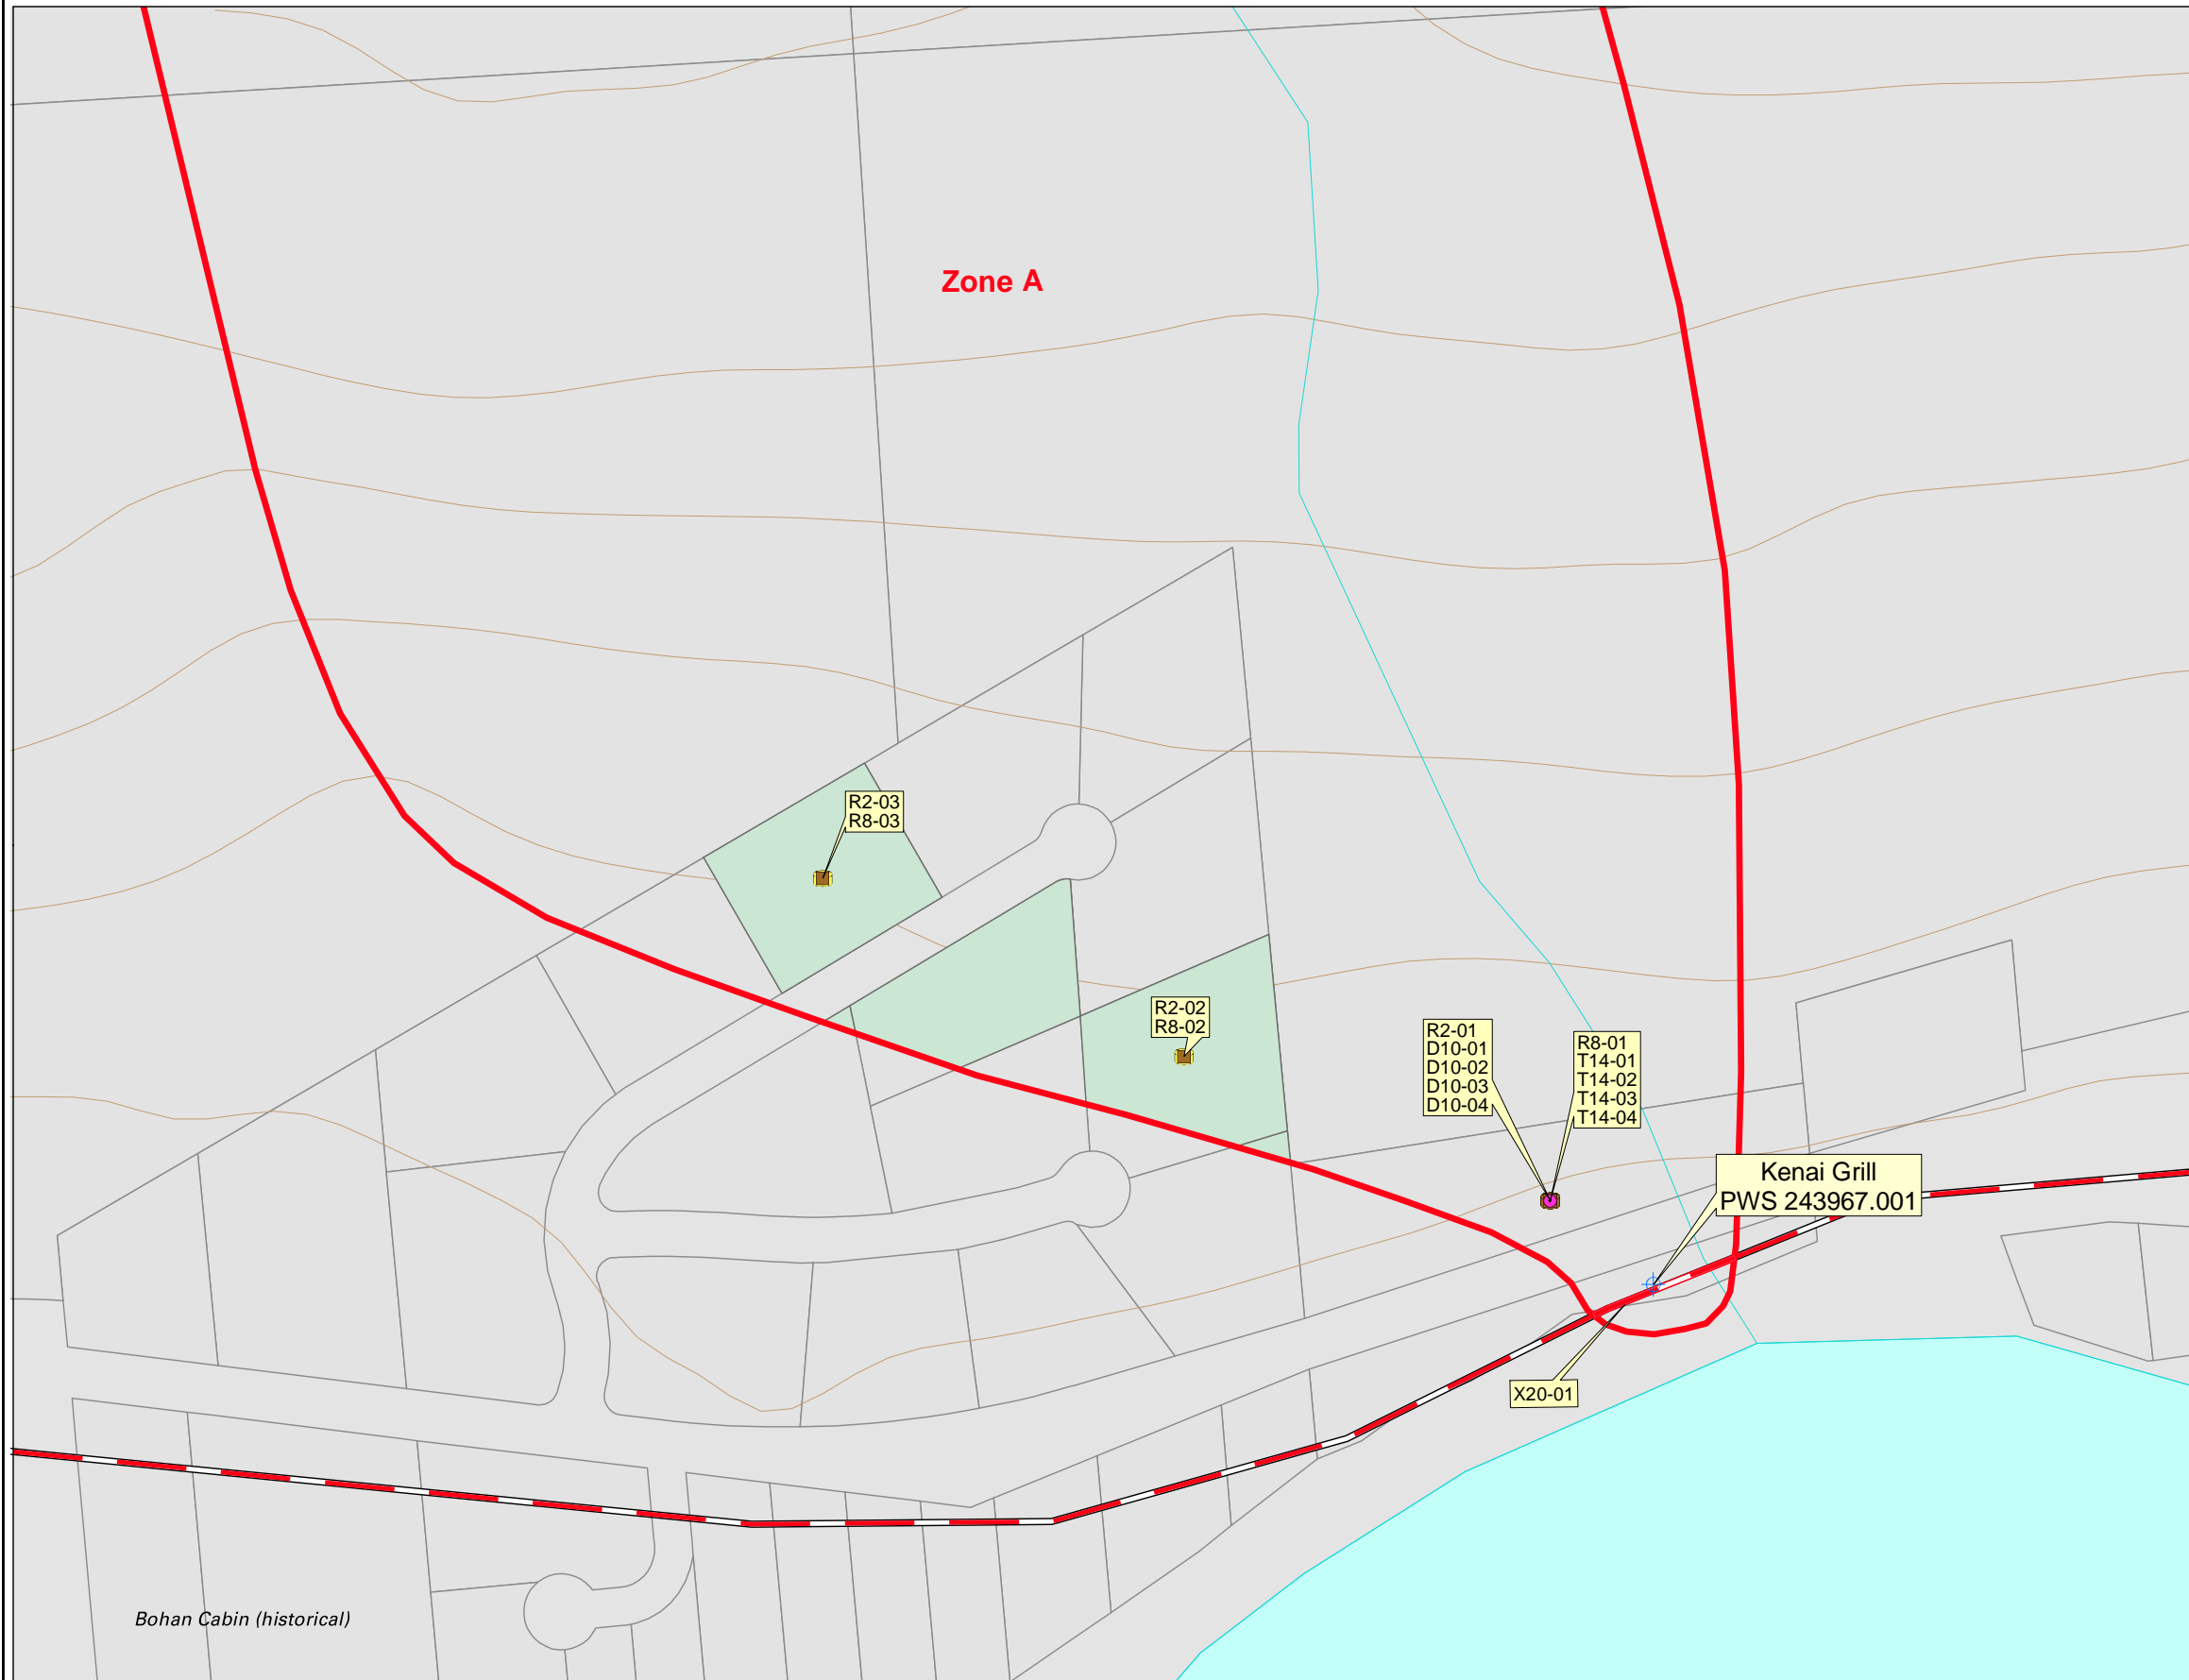 Zone A
R2-03
R8-03
R2-02
R8-02
R2-01
D10-01
D10-02
D10-03
D10-04
R8-01
T14-01
T14-02
T14-03
T14-04
Kenai Grill
PWS 243967.001
X20-01
Bohan Cabin (historical)